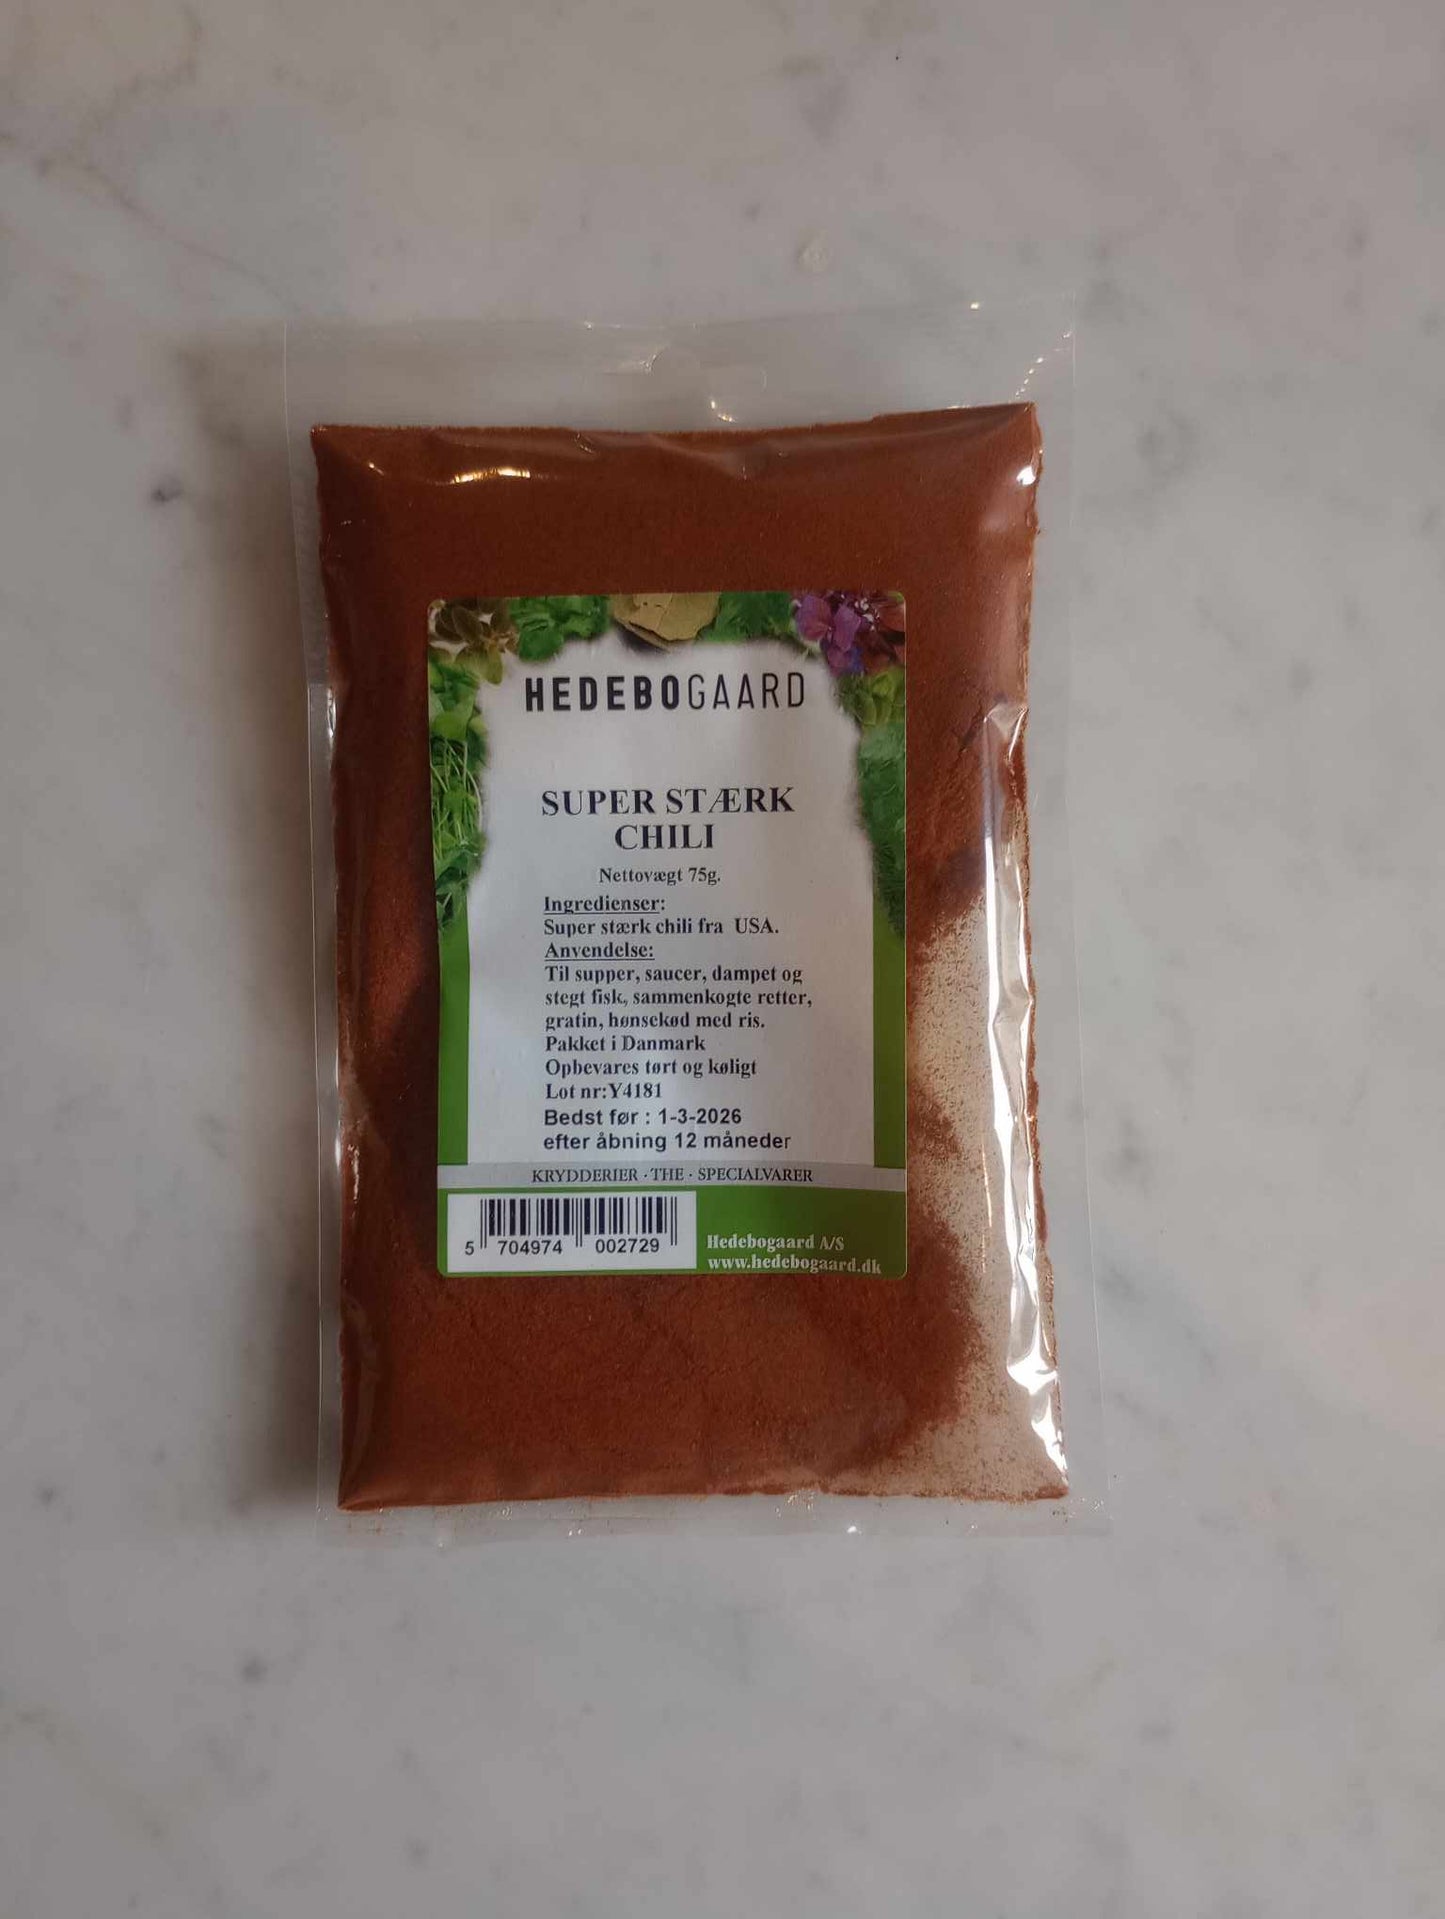 HEDEBOGAARD
SUPER STÆRK
CHILI
Nettovægt 75g.
Ingredienser:
Super stærk chili fra USA.
Anvendelse:
Til supper, saucer, dampet og
stegt fisk, sammenkogte retter,
gratin, hønsekød med ris.
Pakket i Danmark
Opbevares tørt og køligt
Lot nr:Y4181
Bedst før : 1-3-2026
efter åbning 12 måneder
KRYDDERIER · THE · SPECIALVARER
5 704974 002729
Hedebogaard A/S
www.hedebogaard.dk